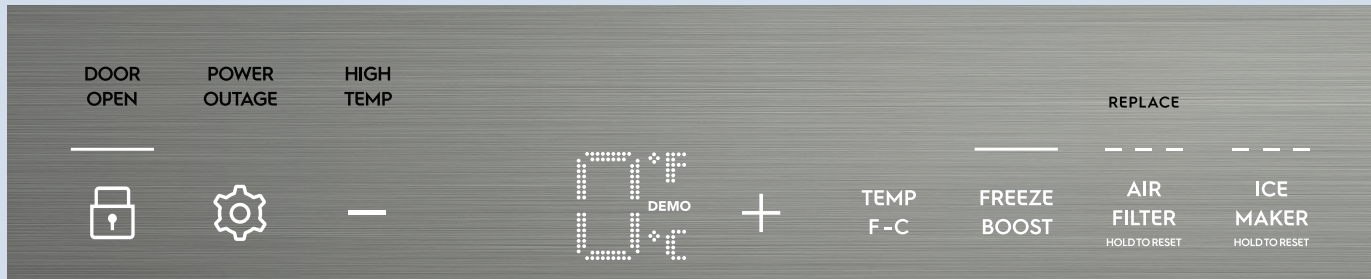 DOOR OPEN
POWER OUTAGE
HIGH TEMP
REPLACE
0
°F
DEMO
°C
TEMP F-C
FREEZE BOOST
AIR FILTER
HOLD TO RESET
ICE MAKER
HOLD TO RESET